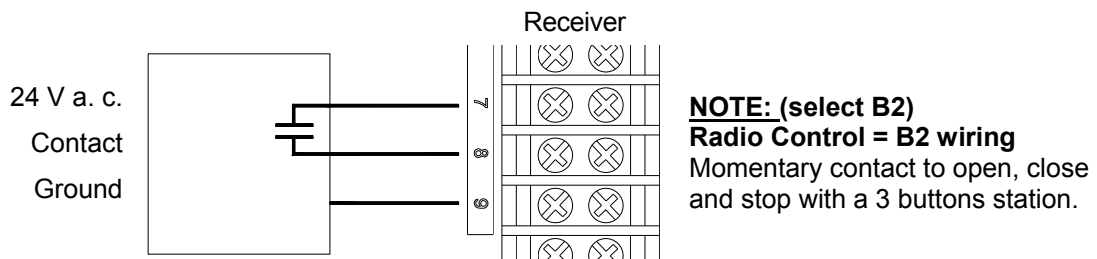 Receiver
24 V a. c.
Contact
Ground
7
8
9
NOTE: (select B2)
Radio Control = B2 wiring
Momentary contact to open, close
and stop with a 3 buttons station.